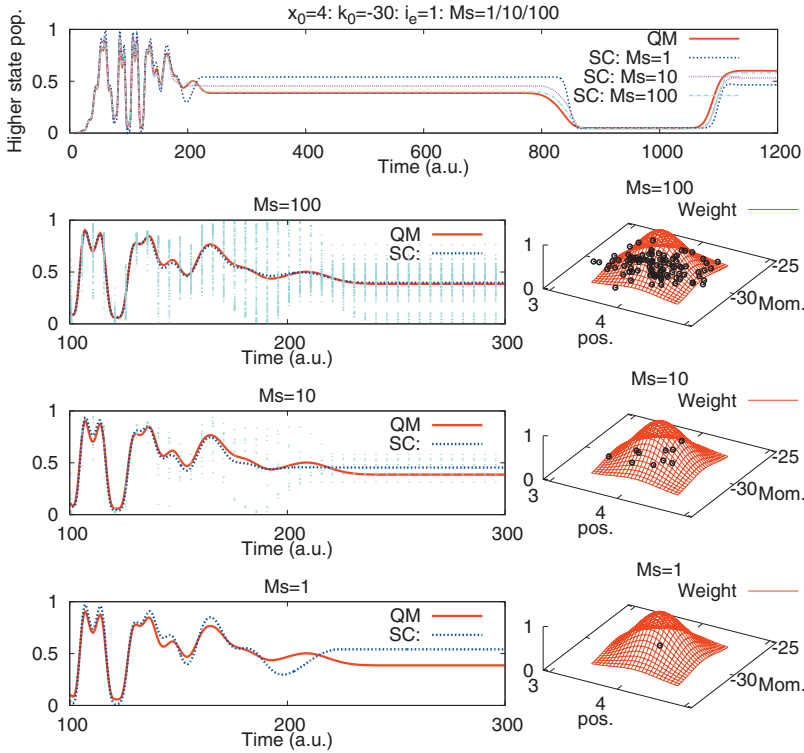 x₀=4: k₀=-30: iₑ=1: Ms=1/10/100
Higher state pop.
1
0.5
0
QM
SC: Ms=1
SC: Ms=10
SC: Ms=100
0 200 400 600 800 1000 1200
Time (a.u.)
Ms=100
1
0.5
0
QM
SC:
100 200 300
Time (a.u.)
Ms=100
Weight
1
0
3
4
pos.
-25
-30
Mom.
Ms=10
1
0.5
0
QM
SC:
100 200 300
Time (a.u.)
Ms=10
Weight
1
0
3
4
pos.
-25
-30
Mom.
Ms=1
1
0.5
0
QM
SC:
100 200 300
Time (a.u.)
Ms=1
Weight
1
0
3
4
pos.
-25
-30
Mom.